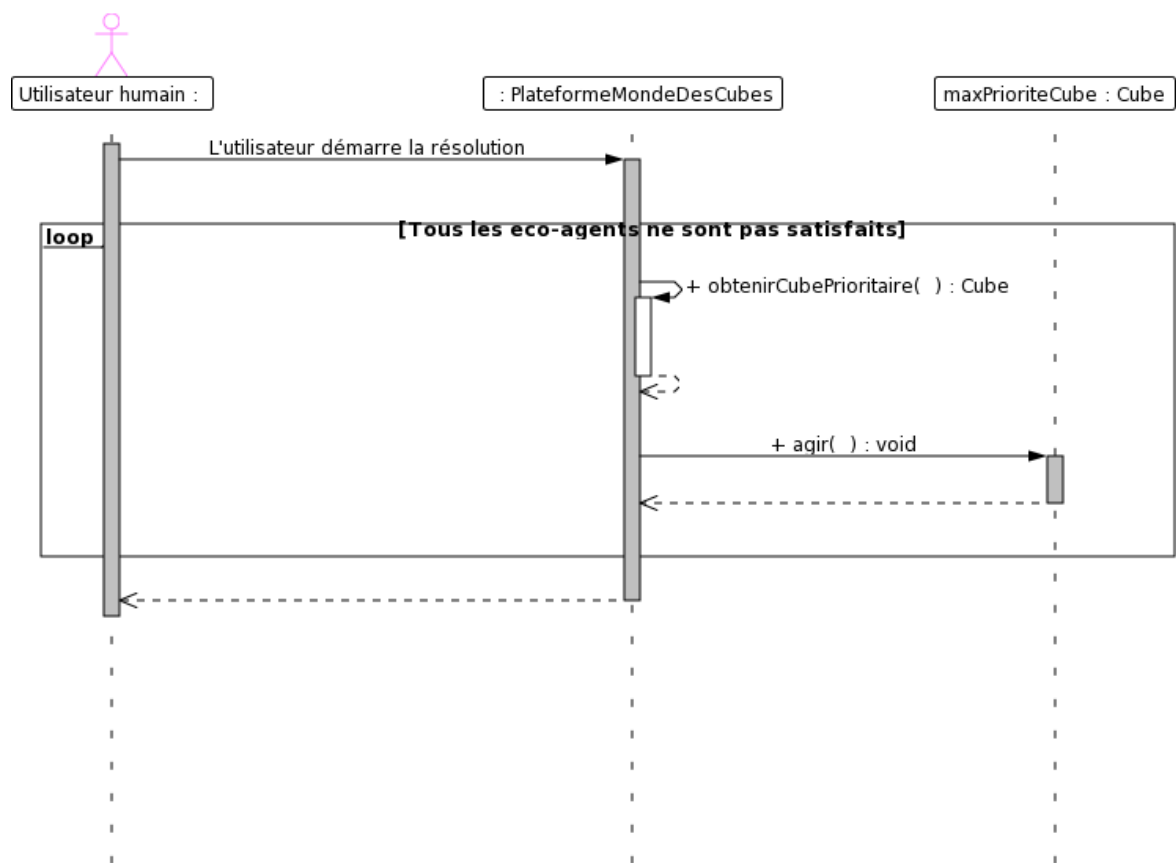 Utilisateur humain :
: PlateformeMondeDesCubes
maxPrioriteCube : Cube
L'utilisateur démarre la résolution
[Tous les eco-agents ne sont pas satisfaits]
loop
+ obtenirCubePrioritaire(  ) : Cube
+ agir(  ) : void